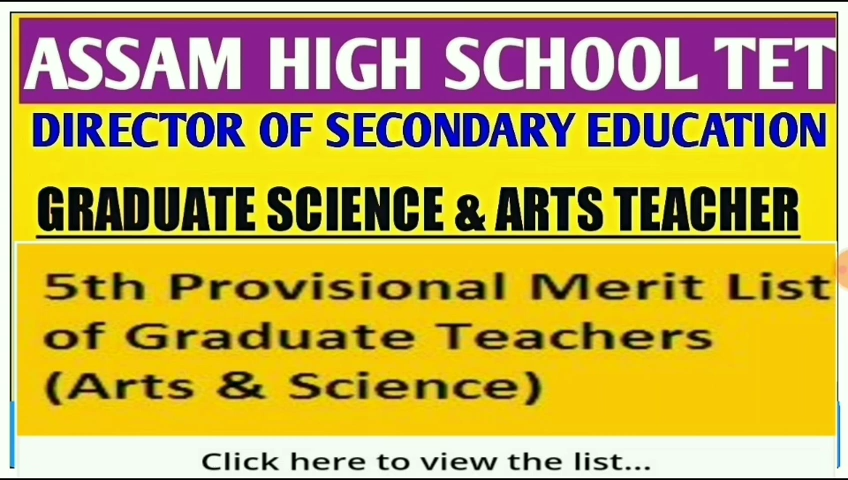 ASSAM HIGH SCHOOL TET
DIRECTOR OF SECONDARY EDUCATION
GRADUATE SCIENCE & ARTS TEACHER
5th Provisional Merit List
of Graduate Teachers
(Arts & Science)
Click here to view the list...